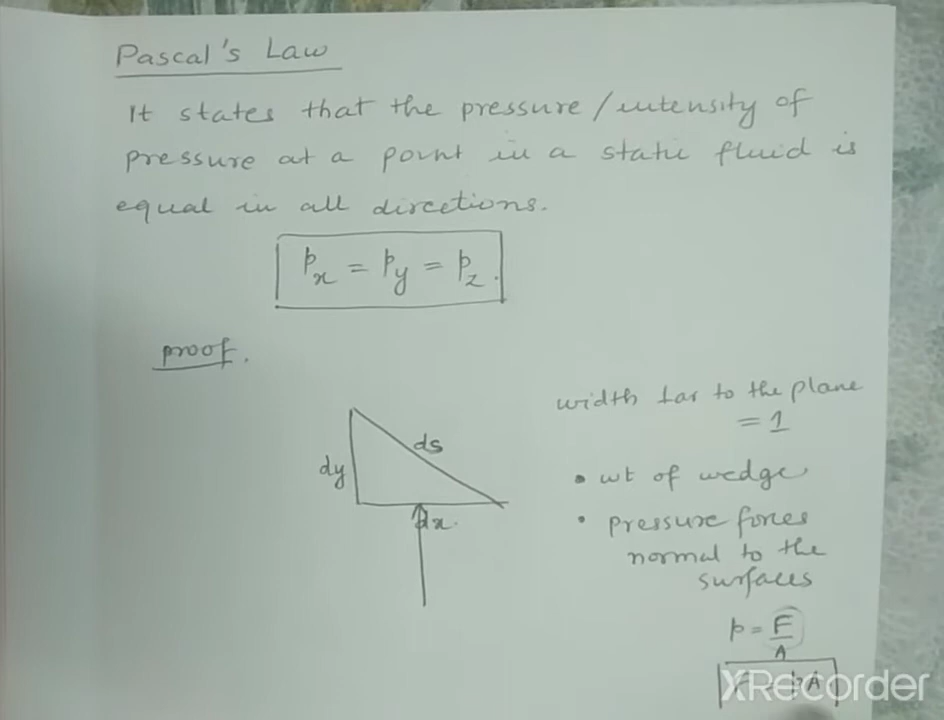 Pascal's Law
It states that the pressure/intensity of
pressure at a point in a static fluid is
equal in all directions.
px = py = pz.
proof.
width ⊥ar to the plane
= 1
ds
dy
• wt of wedge
dx.
• pressure forces
normal to the
surfaces
p = F
A
F = pA
XRecorder